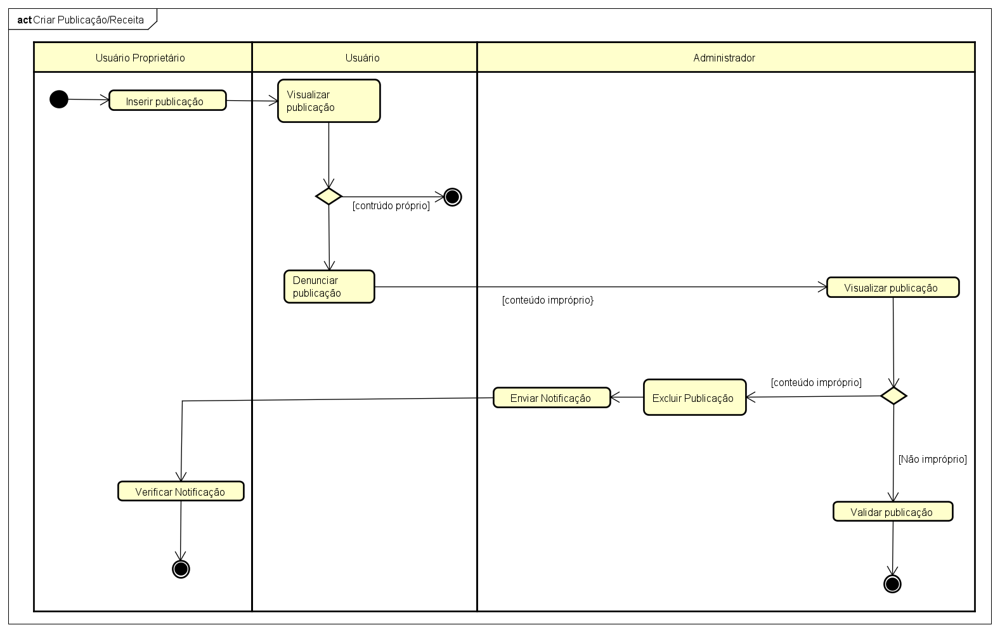 act Criar Publicação/Receita
Usuário Proprietário
Usuário
Administrador
Inserir publicação
Visualizar
publicação
[contrúdo próprio]
Denunciar
publicação
[conteúdo impróprio}
Visualizar publicação
[conteúdo impróprio]
Enviar Notificação
Excluir Publicação
[Não impróprio]
Verificar Notificação
Validar publicação